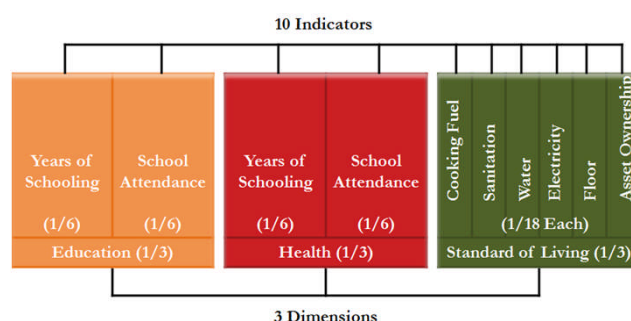 10 Indicators
Years of
Schooling
(1/6)
School
Attendance
(1/6)
Education (1/3)
Years of
Schooling
(1/6)
School
Attendance
(1/6)
Health (1/3)
Cooking Fuel
Sanitation
Water
Electricity
Floor
Asset Ownership
(1/18 Each)
Standard of Living (1/3)
3 Dimensions